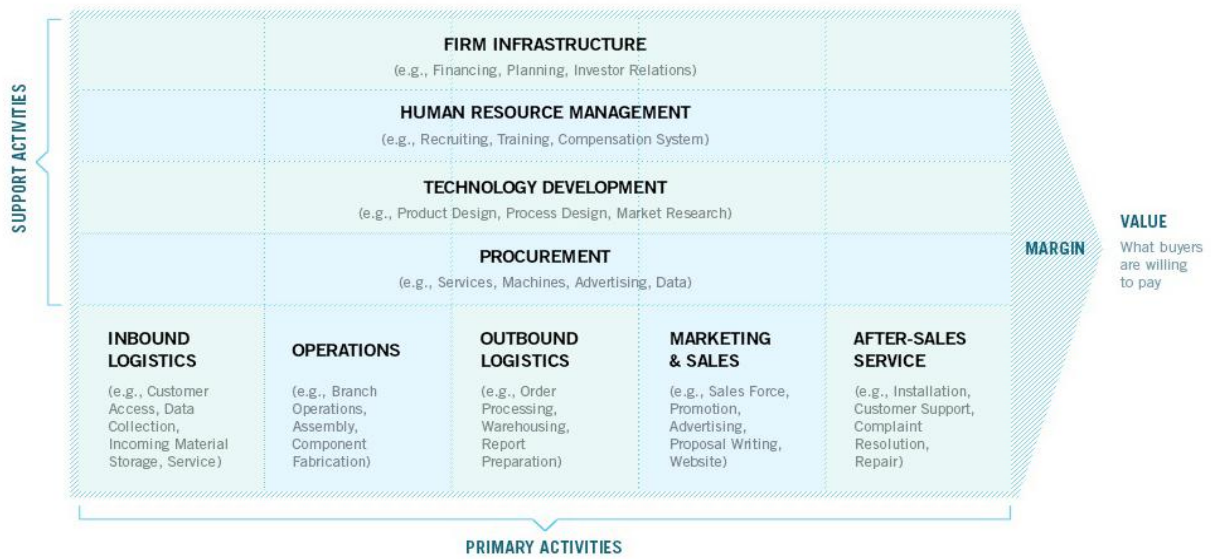 SUPPORT ACTIVITIES
FIRM INFRASTRUCTURE
(e.g., Financing, Planning, Investor Relations)
HUMAN RESOURCE MANAGEMENT
(e.g., Recruiting, Training, Compensation System)
TECHNOLOGY DEVELOPMENT
(e.g., Product Design, Process Design, Market Research)
PROCUREMENT
(e.g., Services, Machines, Advertising, Data)
INBOUND
LOGISTICS
(e.g., Customer
Access, Data
Collection,
Incoming Material
Storage, Service)
OPERATIONS
(e.g., Branch
Operations,
Assembly,
Component
Fabrication)
OUTBOUND
LOGISTICS
(e.g., Order
Processing,
Warehousing,
Report
Preparation)
MARKETING
& SALES
(e.g., Sales Force,
Promotion,
Advertising,
Proposal Writing,
Website)
AFTER-SALES
SERVICE
(e.g., Installation,
Customer Support,
Complaint
Resolution,
Repair)
MARGIN
VALUE
What buyers
are willing
to pay
PRIMARY ACTIVITIES